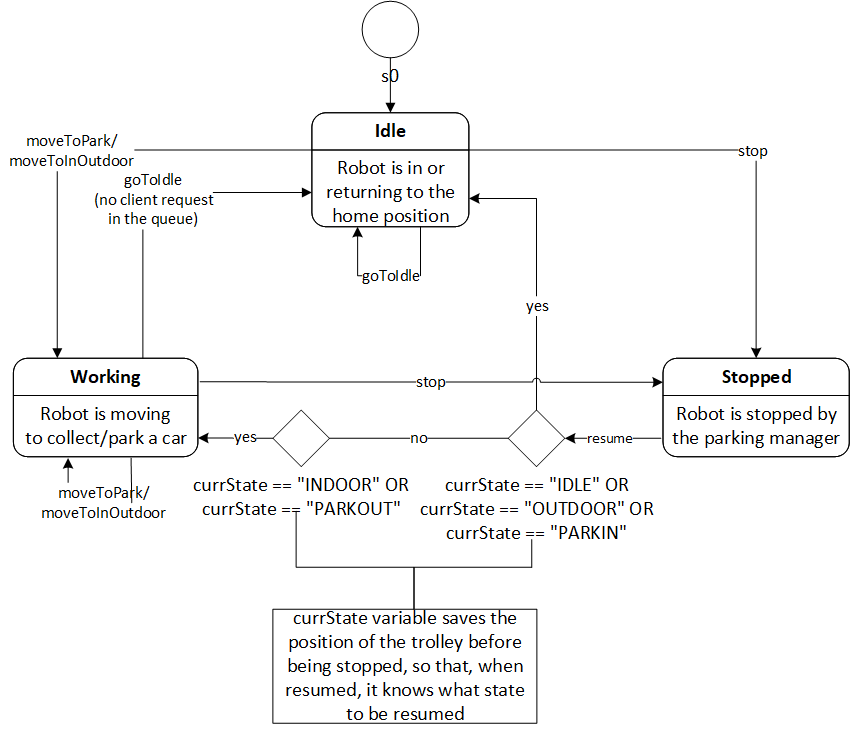 s0
Idle
Robot is in or
returning to the
home position
moveToPark/
moveToInOutdoor
stop
goToIdle
(no client request
in the queue)
goToIdle
yes
Working
Robot is moving
to collect/park a car
stop
Stopped
Robot is stopped by
the parking manager
yes
no
resume
moveToPark/
moveToInOutdoor
currState == "INDOOR" OR
currState == "PARKOUT"
currState == "IDLE" OR
currState == "OUTDOOR" OR
currState == "PARKIN"
currState variable saves the
position of the trolley before
being stopped, so that, when
resumed, it knows what state
to be resumed